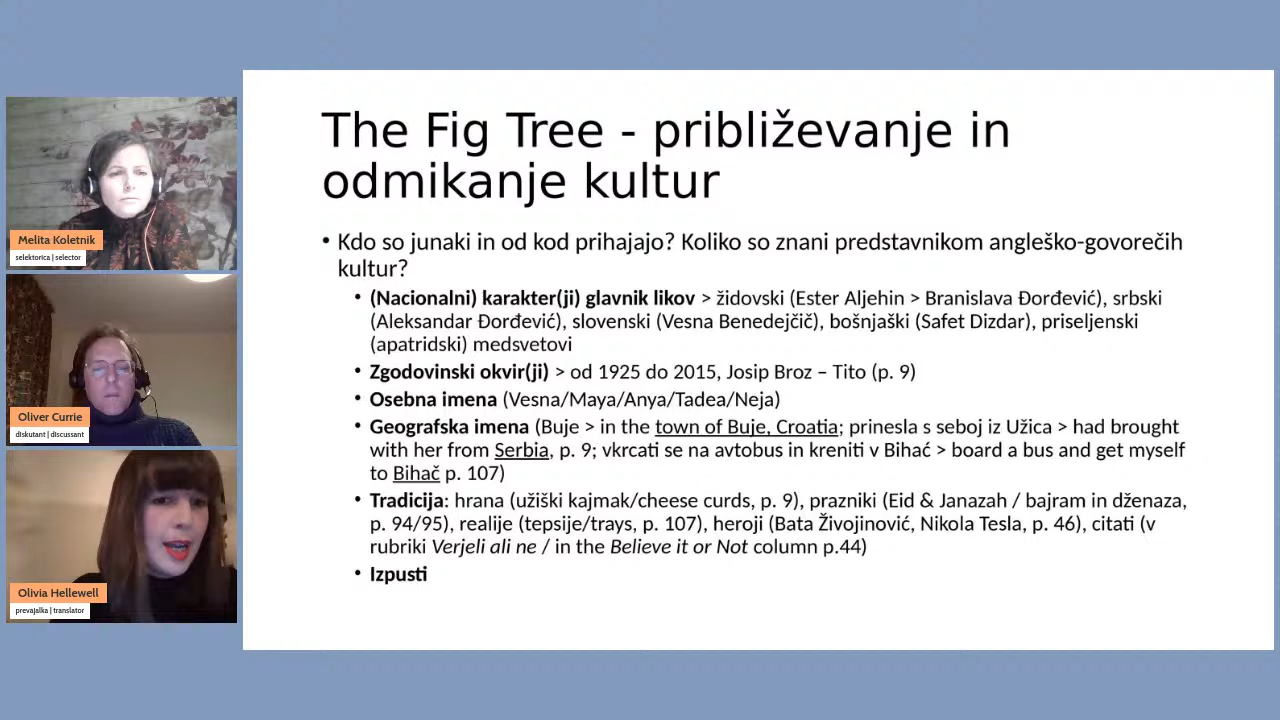 Melita Koletnik
selektorica | selector
Oliver Currie
diskutant | discussant
Olivia Hellewell
prevajalka | translator
The Fig Tree - približevanje in
odmikanje kultur
• Kdo so junaki in od kod prihajajo? Koliko so znani predstavnikom angleško-govorečih
kultur?
• (Nacionalni) karakter(ji) glavnik likov > židovski (Ester Aljehin > Branislava Đorđević), srbski
(Aleksandar Đorđević), slovenski (Vesna Benedejčič), bošnjaški (Safet Dizdar), priseljenski
(apatridski) medsvetovi
• Zgodovinski okvir(ji) > od 1925 do 2015, Josip Broz – Tito (p. 9)
• Osebna imena (Vesna/Maya/Anya/Tadea/Neja)
• Geografska imena (Buje > in the town of Buje, Croatia; prinesla s seboj iz Užica > had brought
with her from Serbia, p. 9; vkrcati se na avtobus in kreniti v Bihać > board a bus and get myself
to Bihač p. 107)
• Tradicija: hrana (užiški kajmak/cheese curds, p. 9), prazniki (Eid & Janazah / bajram in dženaza,
p. 94/95), realije (tepsije/trays, p. 107), heroji (Bata Živojinović, Nikola Tesla, p. 46), citati (v
rubriki Verjeli ali ne / in the Believe it or Not column p.44)
• Izpusti